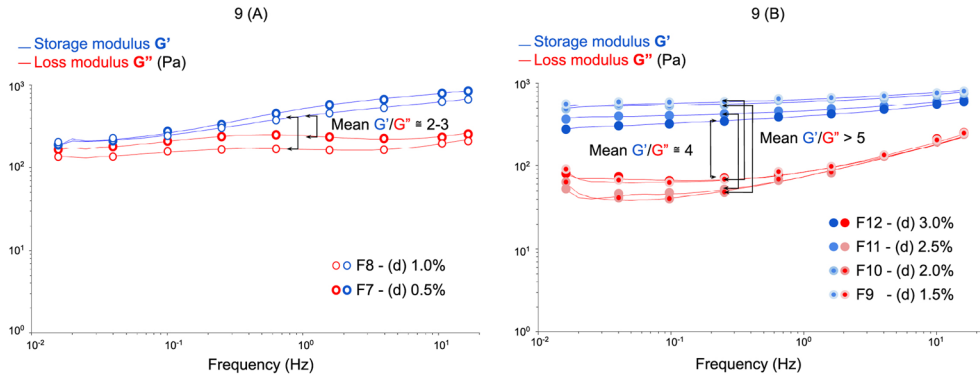 9 (A)
Storage modulus G’
Loss modulus G” (Pa)
10³
10²
10¹
10⁰
Mean G’/G” ≅ 2-3
F8 - (d) 1.0%
F7 - (d) 0.5%
10⁻² 10⁻¹ 10⁰ 10¹
Frequency (Hz)
9 (B)
Storage modulus G’
Loss modulus G” (Pa)
10³
10²
10¹
10⁰
Mean G’/G” ≅ 4
Mean G’/G” > 5
F12 - (d) 3.0%
F11 - (d) 2.5%
F10 - (d) 2.0%
F9 - (d) 1.5%
10⁻² 10⁻¹ 10⁰ 10¹
Frequency (Hz)